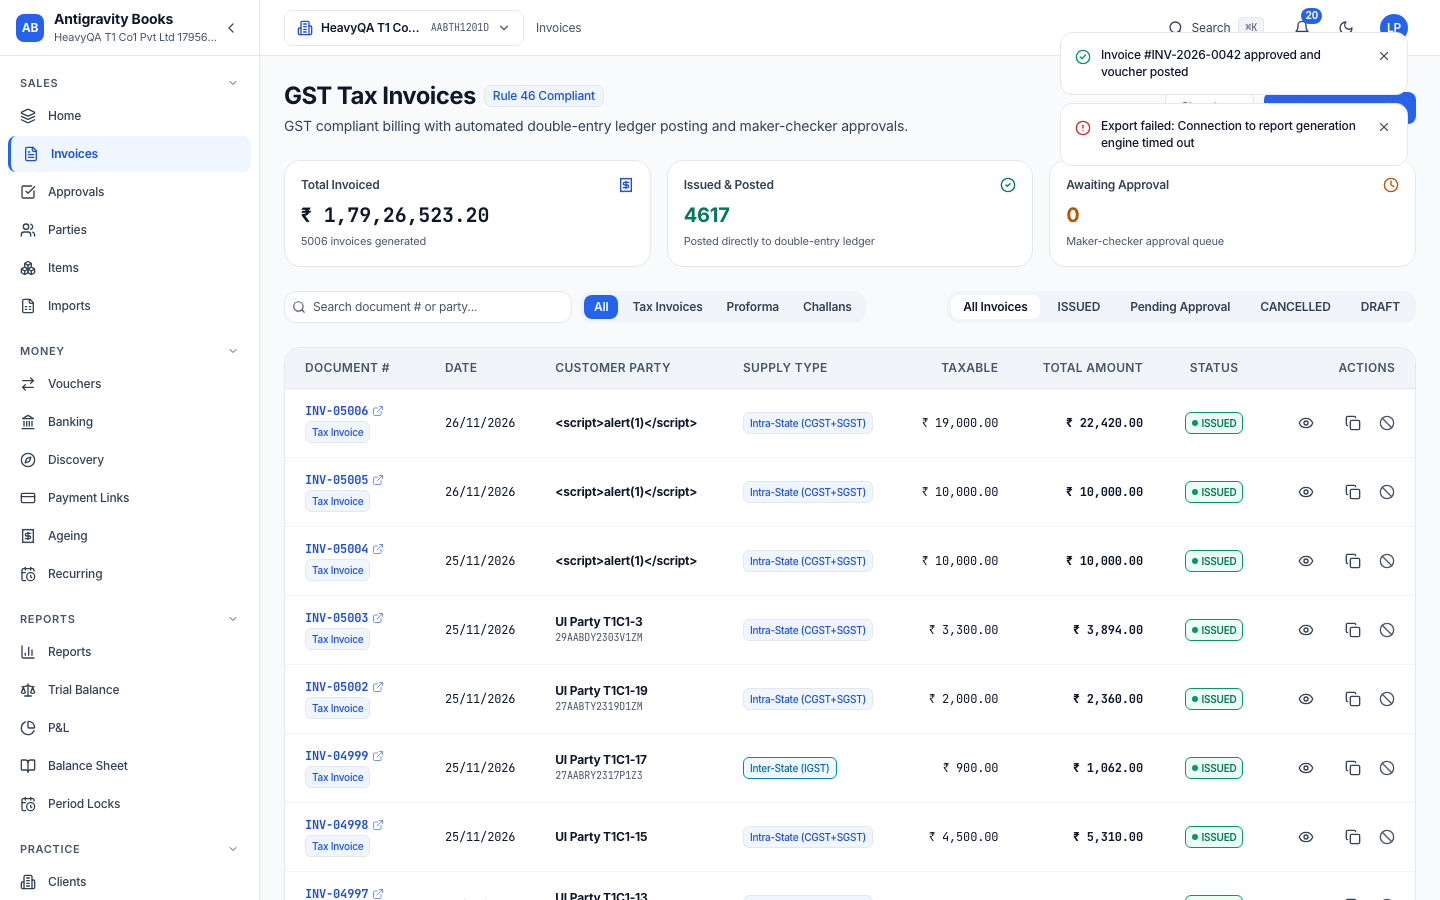 AB
Antigravity Books
HeavyQA T1 Co1 Pvt Ltd 17956...
SALES
Home
Invoices
Approvals
Parties
Items
Imports
MONEY
Vouchers
Banking
Discovery
Payment Links
Ageing
Recurring
REPORTS
Reports
Trial Balance
P&L
Balance Sheet
Period Locks
PRACTICE
Clients
HeavyQA T1 Co... AABTH1201D
Invoices
Search ⌘K
20
LP
Invoice #INV-2026-0042 approved and
voucher posted
Export failed: Connection to report generation
engine timed out
GST Tax Invoices Rule 46 Compliant
GST compliant billing with automated double-entry ledger posting and maker-checker approvals.
Total Invoiced
₹ 1,79,26,523.20
5006 invoices generated
Issued & Posted
4617
Posted directly to double-entry ledger
Awaiting Approval
0
Maker-checker approval queue
Search document # or party...
All Tax Invoices Proforma Challans
All Invoices ISSUED Pending Approval CANCELLED DRAFT
DOCUMENT # DATE CUSTOMER PARTY SUPPLY TYPE TAXABLE TOTAL AMOUNT STATUS ACTIONS
INV-05006 26/11/2026 <script>alert(1)</script> Intra-State (CGST+SGST) ₹ 19,000.00 ₹ 22,420.00 ISSUED
Tax Invoice
INV-05005 26/11/2026 <script>alert(1)</script> Intra-State (CGST+SGST) ₹ 10,000.00 ₹ 10,000.00 ISSUED
Tax Invoice
INV-05004 25/11/2026 <script>alert(1)</script> Intra-State (CGST+SGST) ₹ 10,000.00 ₹ 10,000.00 ISSUED
Tax Invoice
INV-05003 25/11/2026 UI Party T1C1-3 Intra-State (CGST+SGST) ₹ 3,300.00 ₹ 3,894.00 ISSUED
Tax Invoice 29AABDY2303V1ZM
INV-05002 25/11/2026 UI Party T1C1-19 Intra-State (CGST+SGST) ₹ 2,000.00 ₹ 2,360.00 ISSUED
Tax Invoice 27AABTY2319D1ZM
INV-04999 25/11/2026 UI Party T1C1-17 Inter-State (IGST) ₹ 900.00 ₹ 1,062.00 ISSUED
Tax Invoice 27AABRY2317P1Z3
INV-04998 25/11/2026 UI Party T1C1-15 Intra-State (CGST+SGST) ₹ 4,500.00 ₹ 5,310.00 ISSUED
Tax Invoice
INV-04997 UI Party T1C1-13